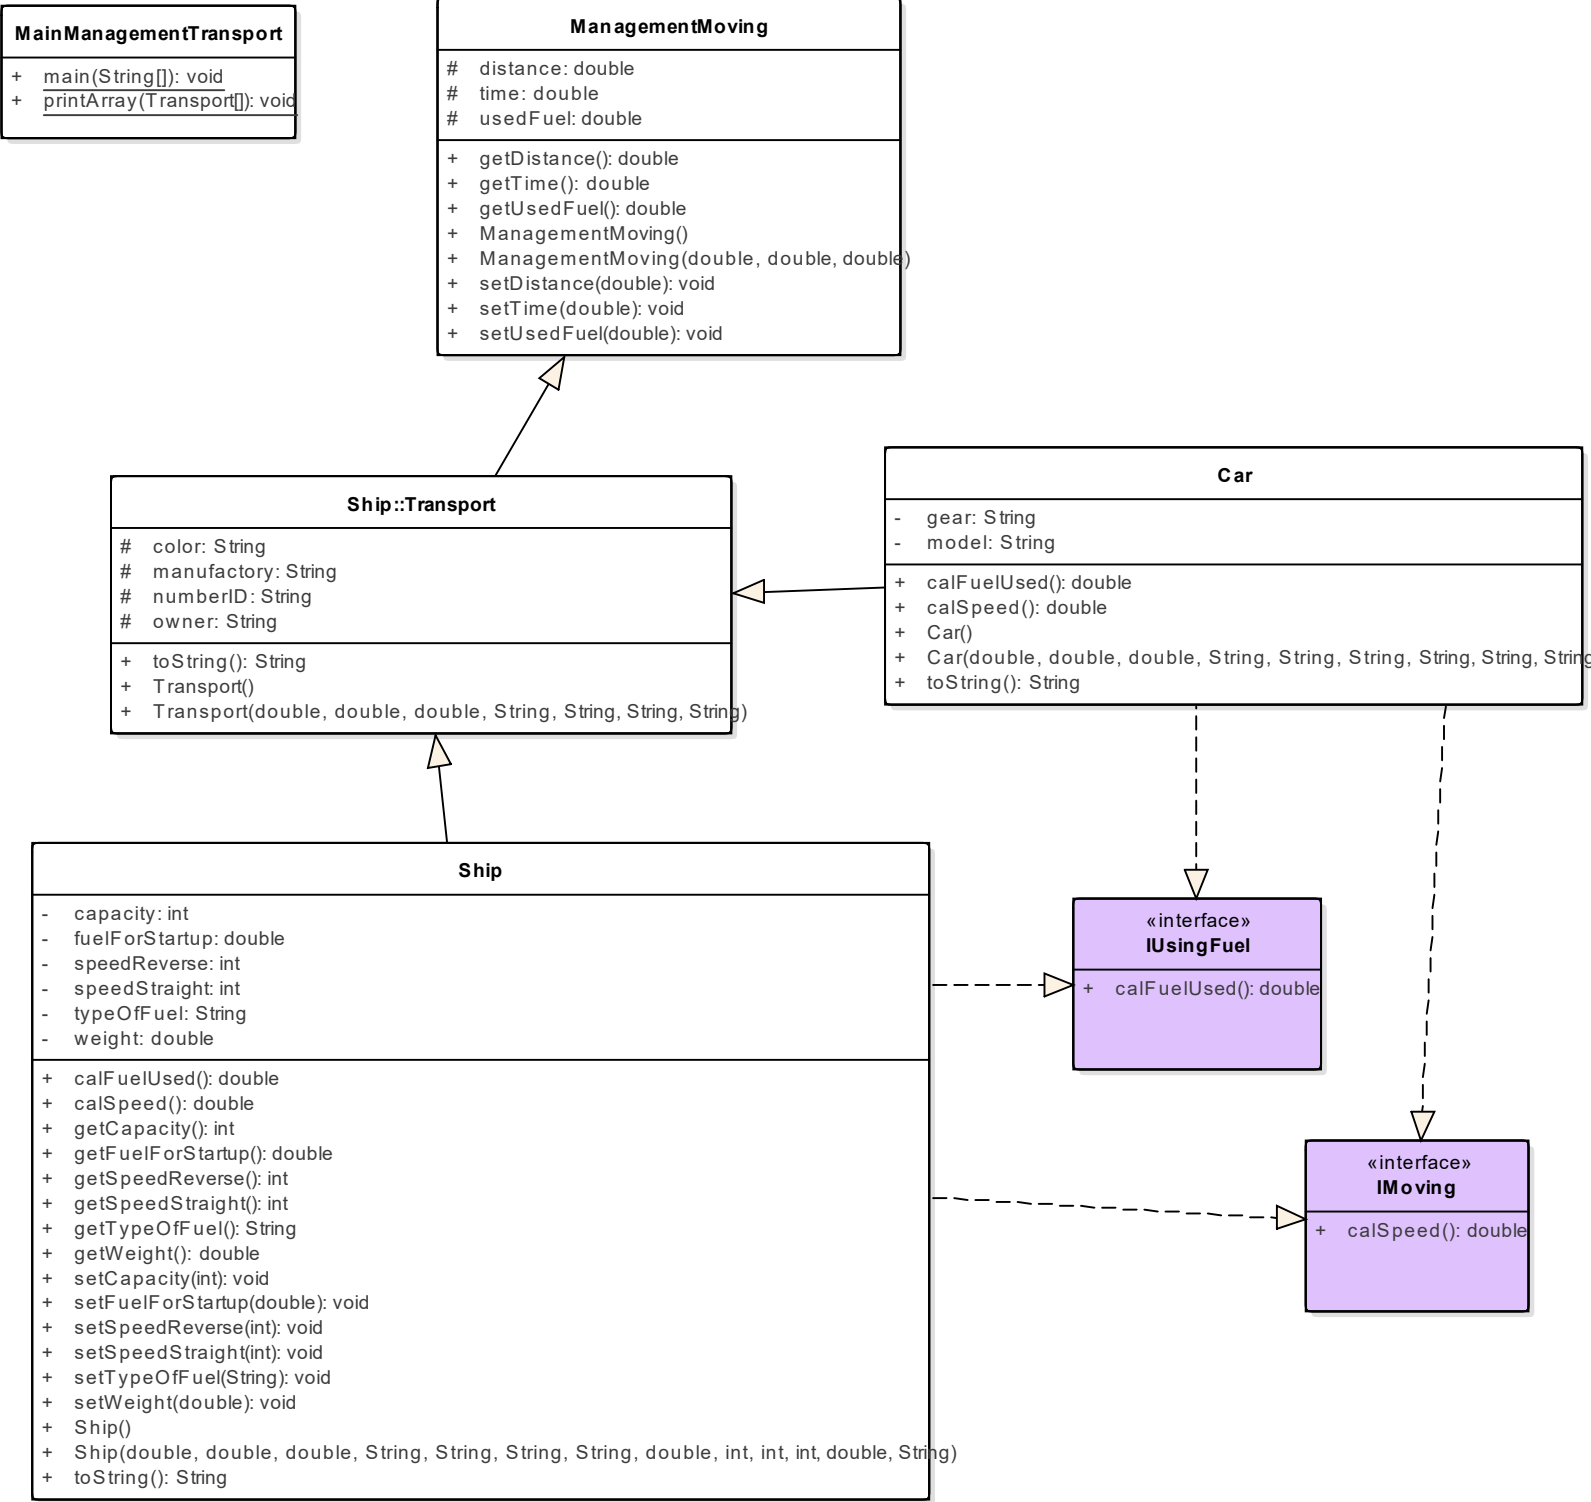 MainManagementTransport
+ main(String[]): void
+ printArray(Transport[]): void
ManagementMoving
# distance: double
# time: double
# usedFuel: double
+ getDistance(): double
+ getTime(): double
+ getUsedFuel(): double
+ ManagementMoving()
+ ManagementMoving(double, double, double)
+ setDistance(double): void
+ setTime(double): void
+ setUsedFuel(double): void
Ship::Transport
# color: String
# manufactory: String
# numberID: String
# owner: String
+ toString(): String
+ Transport()
+ Transport(double, double, double, String, String, String, String)
Car
- gear: String
- model: String
+ calFuelUsed(): double
+ calSpeed(): double
+ Car()
+ Car(double, double, double, String, String, String, String, String, String
+ toString(): String
Ship
- capacity: int
- fuelForStartup: double
- speedReverse: int
- speedStraight: int
- typeOfFuel: String
- weight: double
+ calFuelUsed(): double
+ calSpeed(): double
+ getCapacity(): int
+ getFuelForStartup(): double
+ getSpeedReverse(): int
+ getSpeedStraight(): int
+ getTypeOfFuel(): String
+ getWeight(): double
+ setCapacity(int): void
+ setFuelForStartup(double): void
+ setSpeedReverse(int): void
+ setSpeedStraight(int): void
+ setTypeOfFuel(String): void
+ setWeight(double): void
+ Ship()
+ Ship(double, double, double, String, String, String, String, double, int, int, int, double, String)
+ toString(): String
«interface»
IUsingFuel
+ calFuelUsed(): double
«interface»
IMoving
+ calSpeed(): double